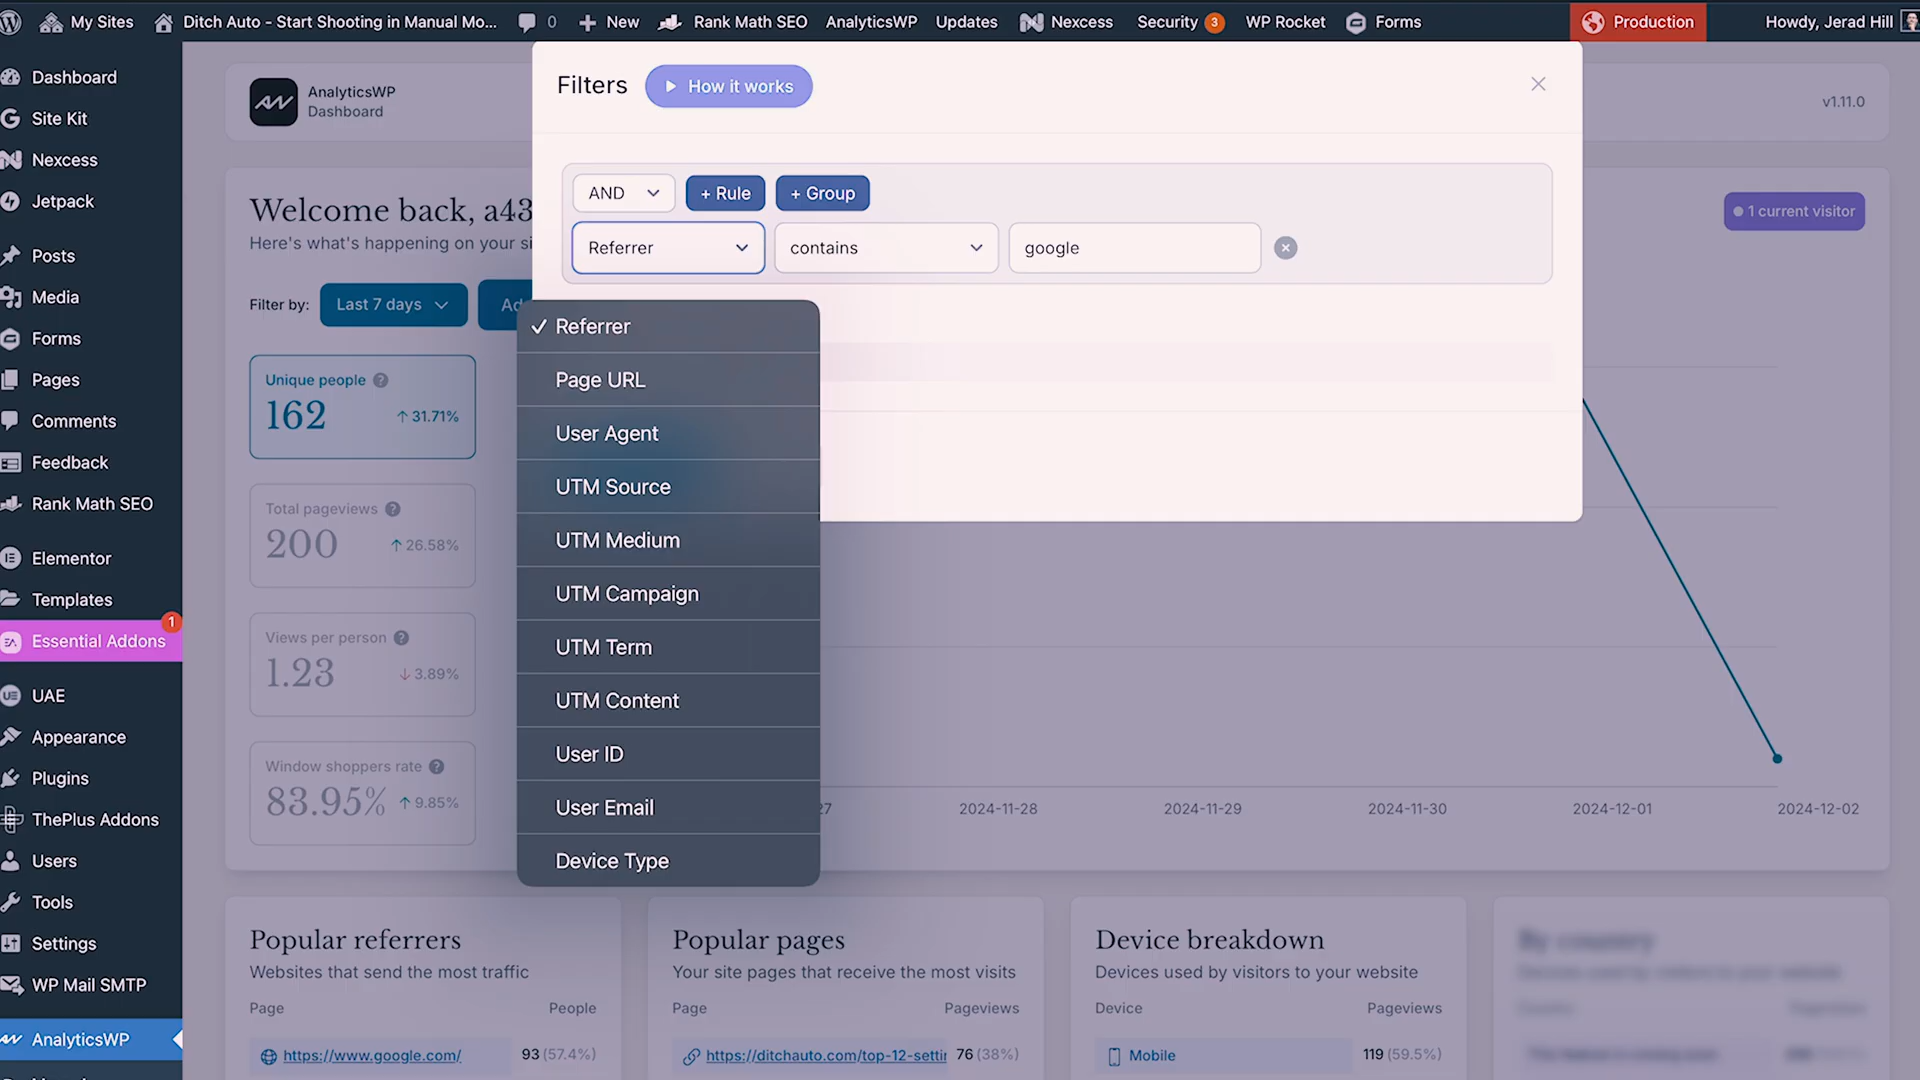 My Sites
Ditch Auto - Start Shooting in Manual Mo...
0
New
Rank Math SEO
AnalyticsWP
Updates
Nexcess
Security 3
WP Rocket
Forms
Production
Howdy, Jerad Hill
Dashboard
Site Kit
Nexcess
Jetpack
Posts
Media
Forms
Pages
Comments
Feedback
Rank Math SEO
Elementor
Templates
Essential Addons 1
UAE
Appearance
Plugins
ThePlus Addons
Users
Tools
Settings
WP Mail SMTP
AnalyticsWP
AnalyticsWP
Dashboard
v1.11.0
Filters
How it works
AND
+ Rule
+ Group
Referrer
contains
google
Referrer
Page URL
User Agent
UTM Source
UTM Medium
UTM Campaign
UTM Term
UTM Content
User ID
User Email
Device Type
Welcome back, a43
Here's what's happening on your si
1 current visitor
Filter by:
Last 7 days
Ad
Unique people
162
31.71%
Total pageviews
200
26.58%
Views per person
1.23
3.89%
Window shoppers rate
83.95%
9.85%
27
2024-11-28
2024-11-29
2024-11-30
2024-12-01
2024-12-02
Popular referrers
Websites that send the most traffic
Page People
https://www.google.com/ 93 (57.4%)
Popular pages
Your site pages that receive the most visits
Page Pageviews
https://ditchauto.com/top-12-settin 76 (38%)
Device breakdown
Devices used by visitors to your website
Device Pageviews
Mobile 119 (59.5%)
By country